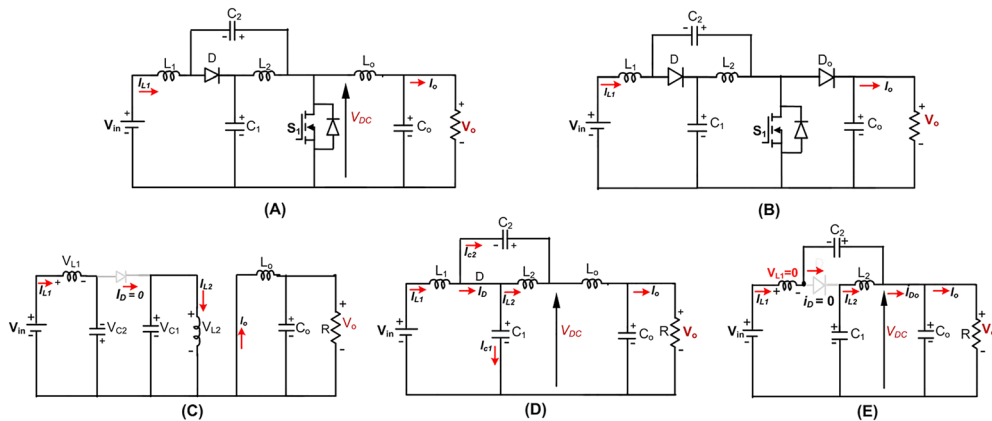 C2
- +
L1
D
L2
Lo
IL1
Io
+
Vin
-
+
C1
-
S1
VDC
+
Co
-
+
Vo
-
(A)
C2
- +
L1
D
L2
Do
IL1
Io
+
Vin
-
+
C1
-
S1
+
Co
-
+
Vo
-
(B)
VL1
+ -
IL1
ID = 0
IL2
Lo
+
Vin
-
-
VC2
+
+
VC1
-
+
VL2
-
Io
+
Co
-
+
R Vo
-
(C)
C2
- +
Ic2
L1
D
L2
Lo
IL1
ID
IL2
Io
+
Vin
-
+
C1
-
Ic1
VDC
+
Co
-
+
R Vo
-
(D)
C2
- +
VL1=0
D
L2
+ -
IL1
iD = 0
IL2
IDo
Io
+
Vin
-
+
C1
-
VDC
+
Co
-
+
R
-
(E)